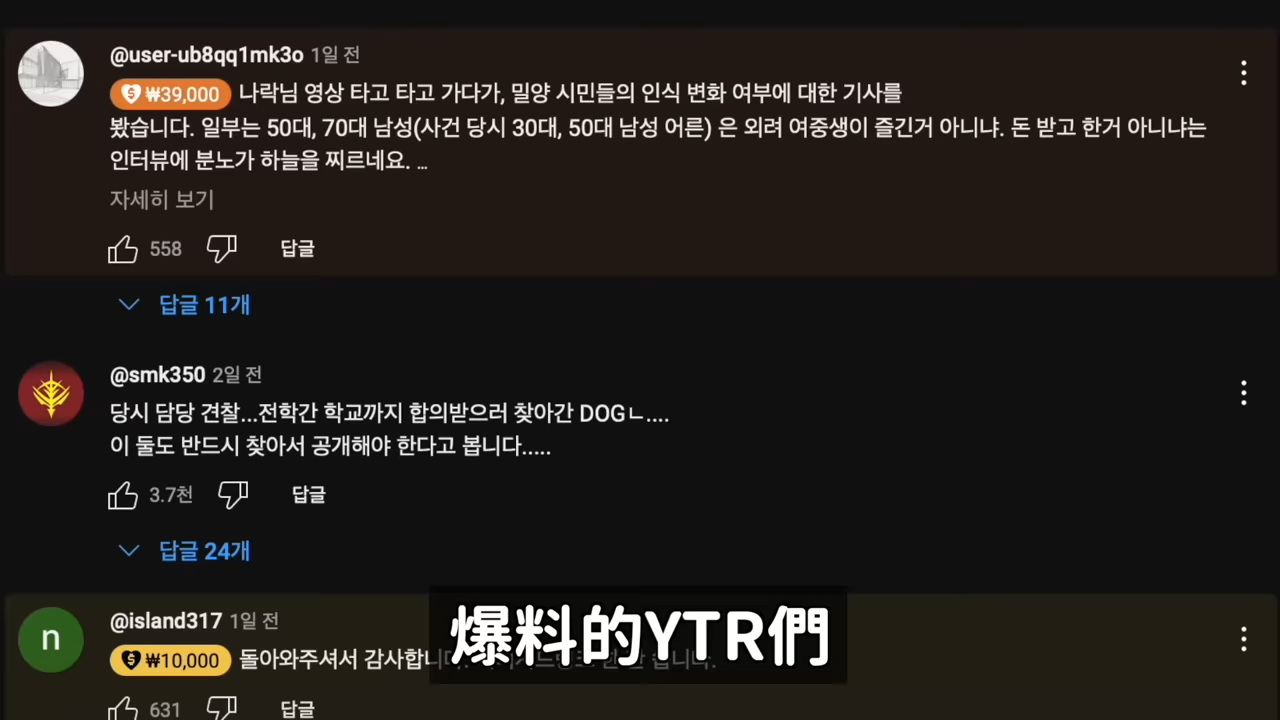 @user-ub8qq1mk3o 1일 전
₩39,000 나락님 영상 타고 타고 가다가, 밀양 시민들의 인식 변화 여부에 대한 기사를
봤습니다. 일부는 50대, 70대 남성(사건 당시 30대, 50대 남성 어른) 은 외려 여중생이 즐긴거 아니냐. 돈 받고 한거 아니냐는
인터뷰에 분노가 하늘을 찌르네요. ...
자세히 보기
558 답글
답글 11개
@smk350 2일 전
당시 담당 견찰...전학간 학교까지 합의받으러 찾아간 DOGㄴ....
이 둘도 반드시 찾아서 공개해야 한다고 봅니다.....
3.7천 답글
답글 24개
n
@island317 1일 전
₩10,000 돌아와주셔서 감사합니
爆料的YTR們
631 답글